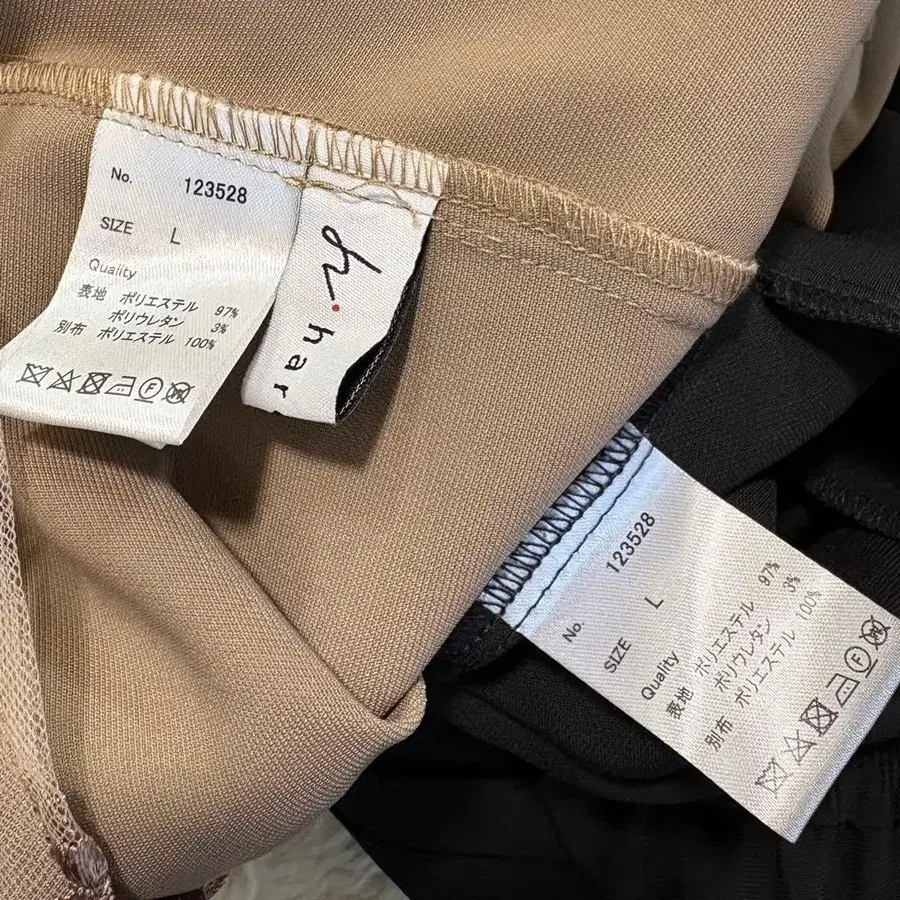 No. 123528
SIZE L
Quality
表地 ポリエステル 97%
ポリウレタン 3%
別布 ポリエステル 100%
F
h.
har
No. 123528
SIZE L
Quality
表地 ポリエステル 97%
ポリウレタン 3%
別布 ポリエステル 100%
F